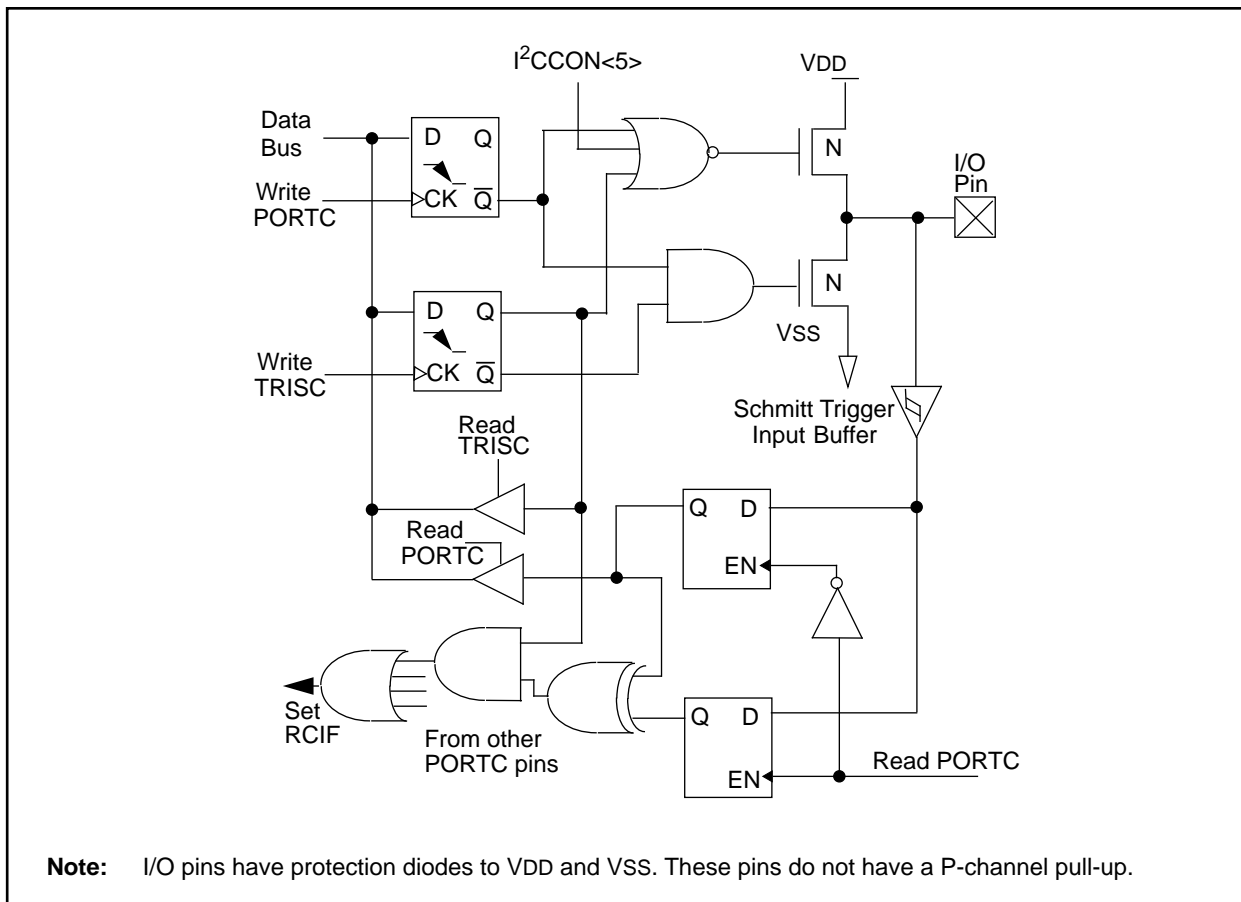 I²CCON<5>
VDD
Data
Bus
D Q
N
I/O
Pin
Write
PORTC
CK Q̅
D Q
N
VSS
Write
TRISC
CK Q̅
Schmitt Trigger
Input Buffer
Read
TRISC
Q D
Read
PORTC
EN
Set
RCIF
From other
PORTC pins
Q D
EN
Read PORTC
Note: I/O pins have protection diodes to VDD and VSS. These pins do not have a P-channel pull-up.